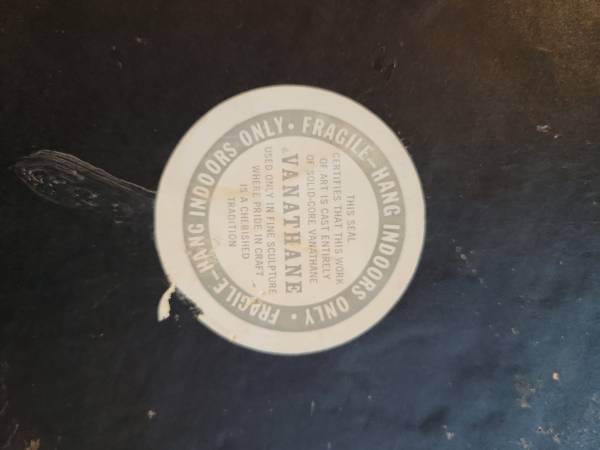 FRAGILE—HANG INDOORS ONLY • FRAGILE—HANG INDOORS ONLY •
THIS SEAL
CERTIFIES THAT THIS WORK
OF ART IS CAST ENTIRELY
OF SOLID-CORE VANATHANE
VANATHANE
USED ONLY IN FINE SCULPTURE
WHERE PRIDE IN CRAFT
IS A CHERISHED
TRADITION